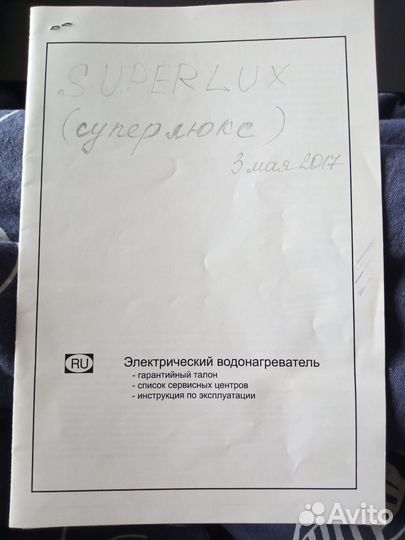 SUPERLUX
(суперлюкс)
3 мая 2017
RU
Электрический водонагреватель
- гарантийный талон
- список сервисных центров
- инструкция по эксплуатации
Avito